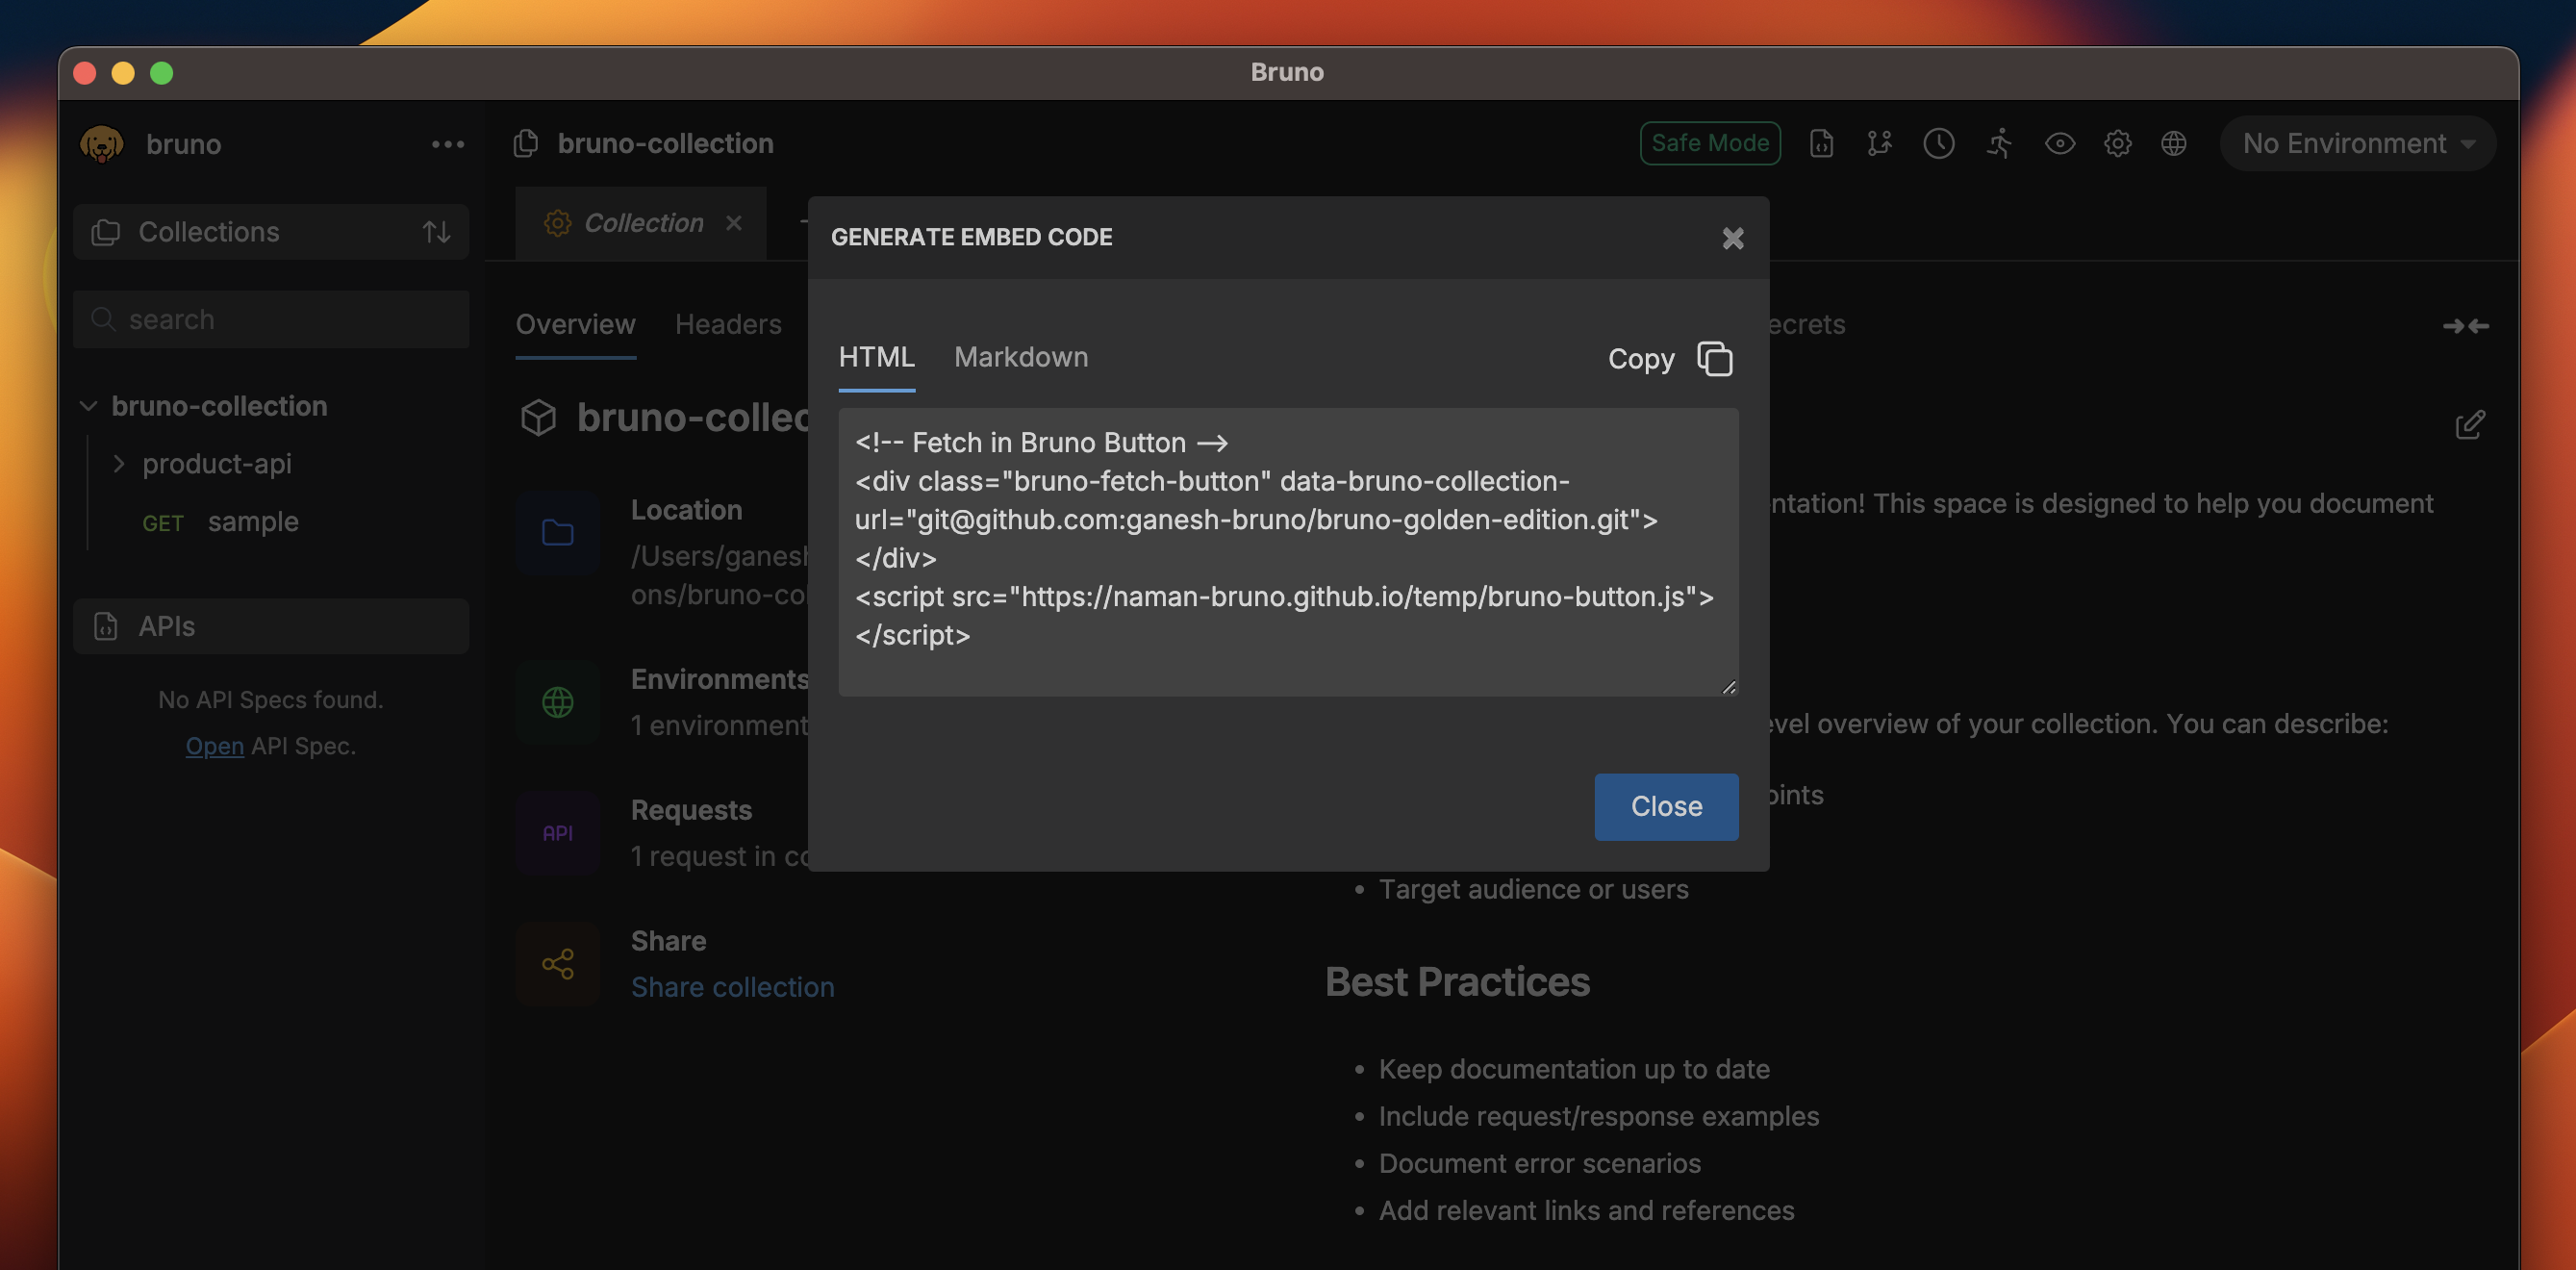 Bruno
bruno
Collections
search
bruno-collection
product-api
GET sample
APIs
No API Specs found.
Open API Spec.
bruno-collection
Safe Mode
No Environment
Collection
Overview Headers
ecrets
bruno-collec
Location
/Users/ganesh
ons/bruno-col
Environments
1 environment
Requests
API
1 request in co
Share
Share collection
GENERATE EMBED CODE
HTML Markdown
Copy
<!-- Fetch in Bruno Button -->
<div class="bruno-fetch-button" data-bruno-collection-
url="git@github.com:ganesh-bruno/bruno-golden-edition.git">
</div>
<script src="https://naman-bruno.github.io/temp/bruno-button.js">
</script>
Close
ntation! This space is designed to help you document
evel overview of your collection. You can describe:
oints
• Target audience or users
Best Practices
• Keep documentation up to date
• Include request/response examples
• Document error scenarios
• Add relevant links and references